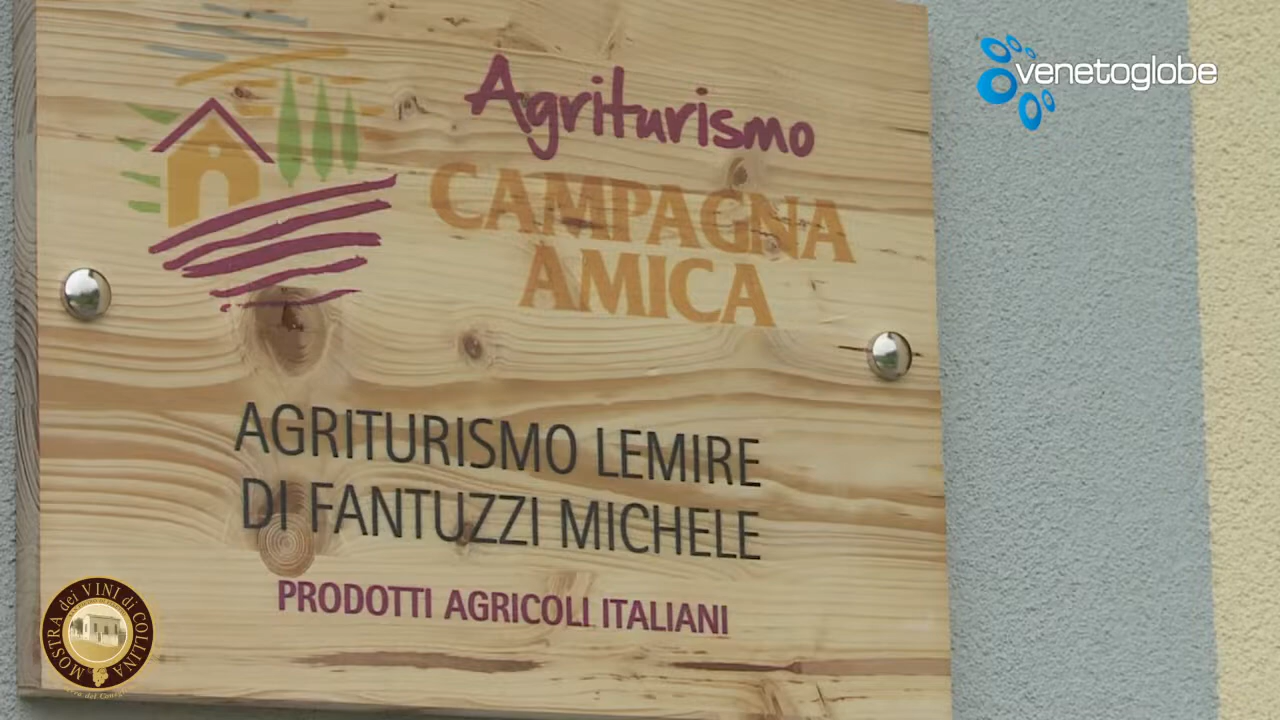 venetoglobe
Agriturismo
CAMPAGNA
AMICA
AGRITURISMO LEMIRE
DI FANTUZZI MICHELE
PRODOTTI AGRICOLI ITALIANI
MOSTRA dei VINI di COLLINA